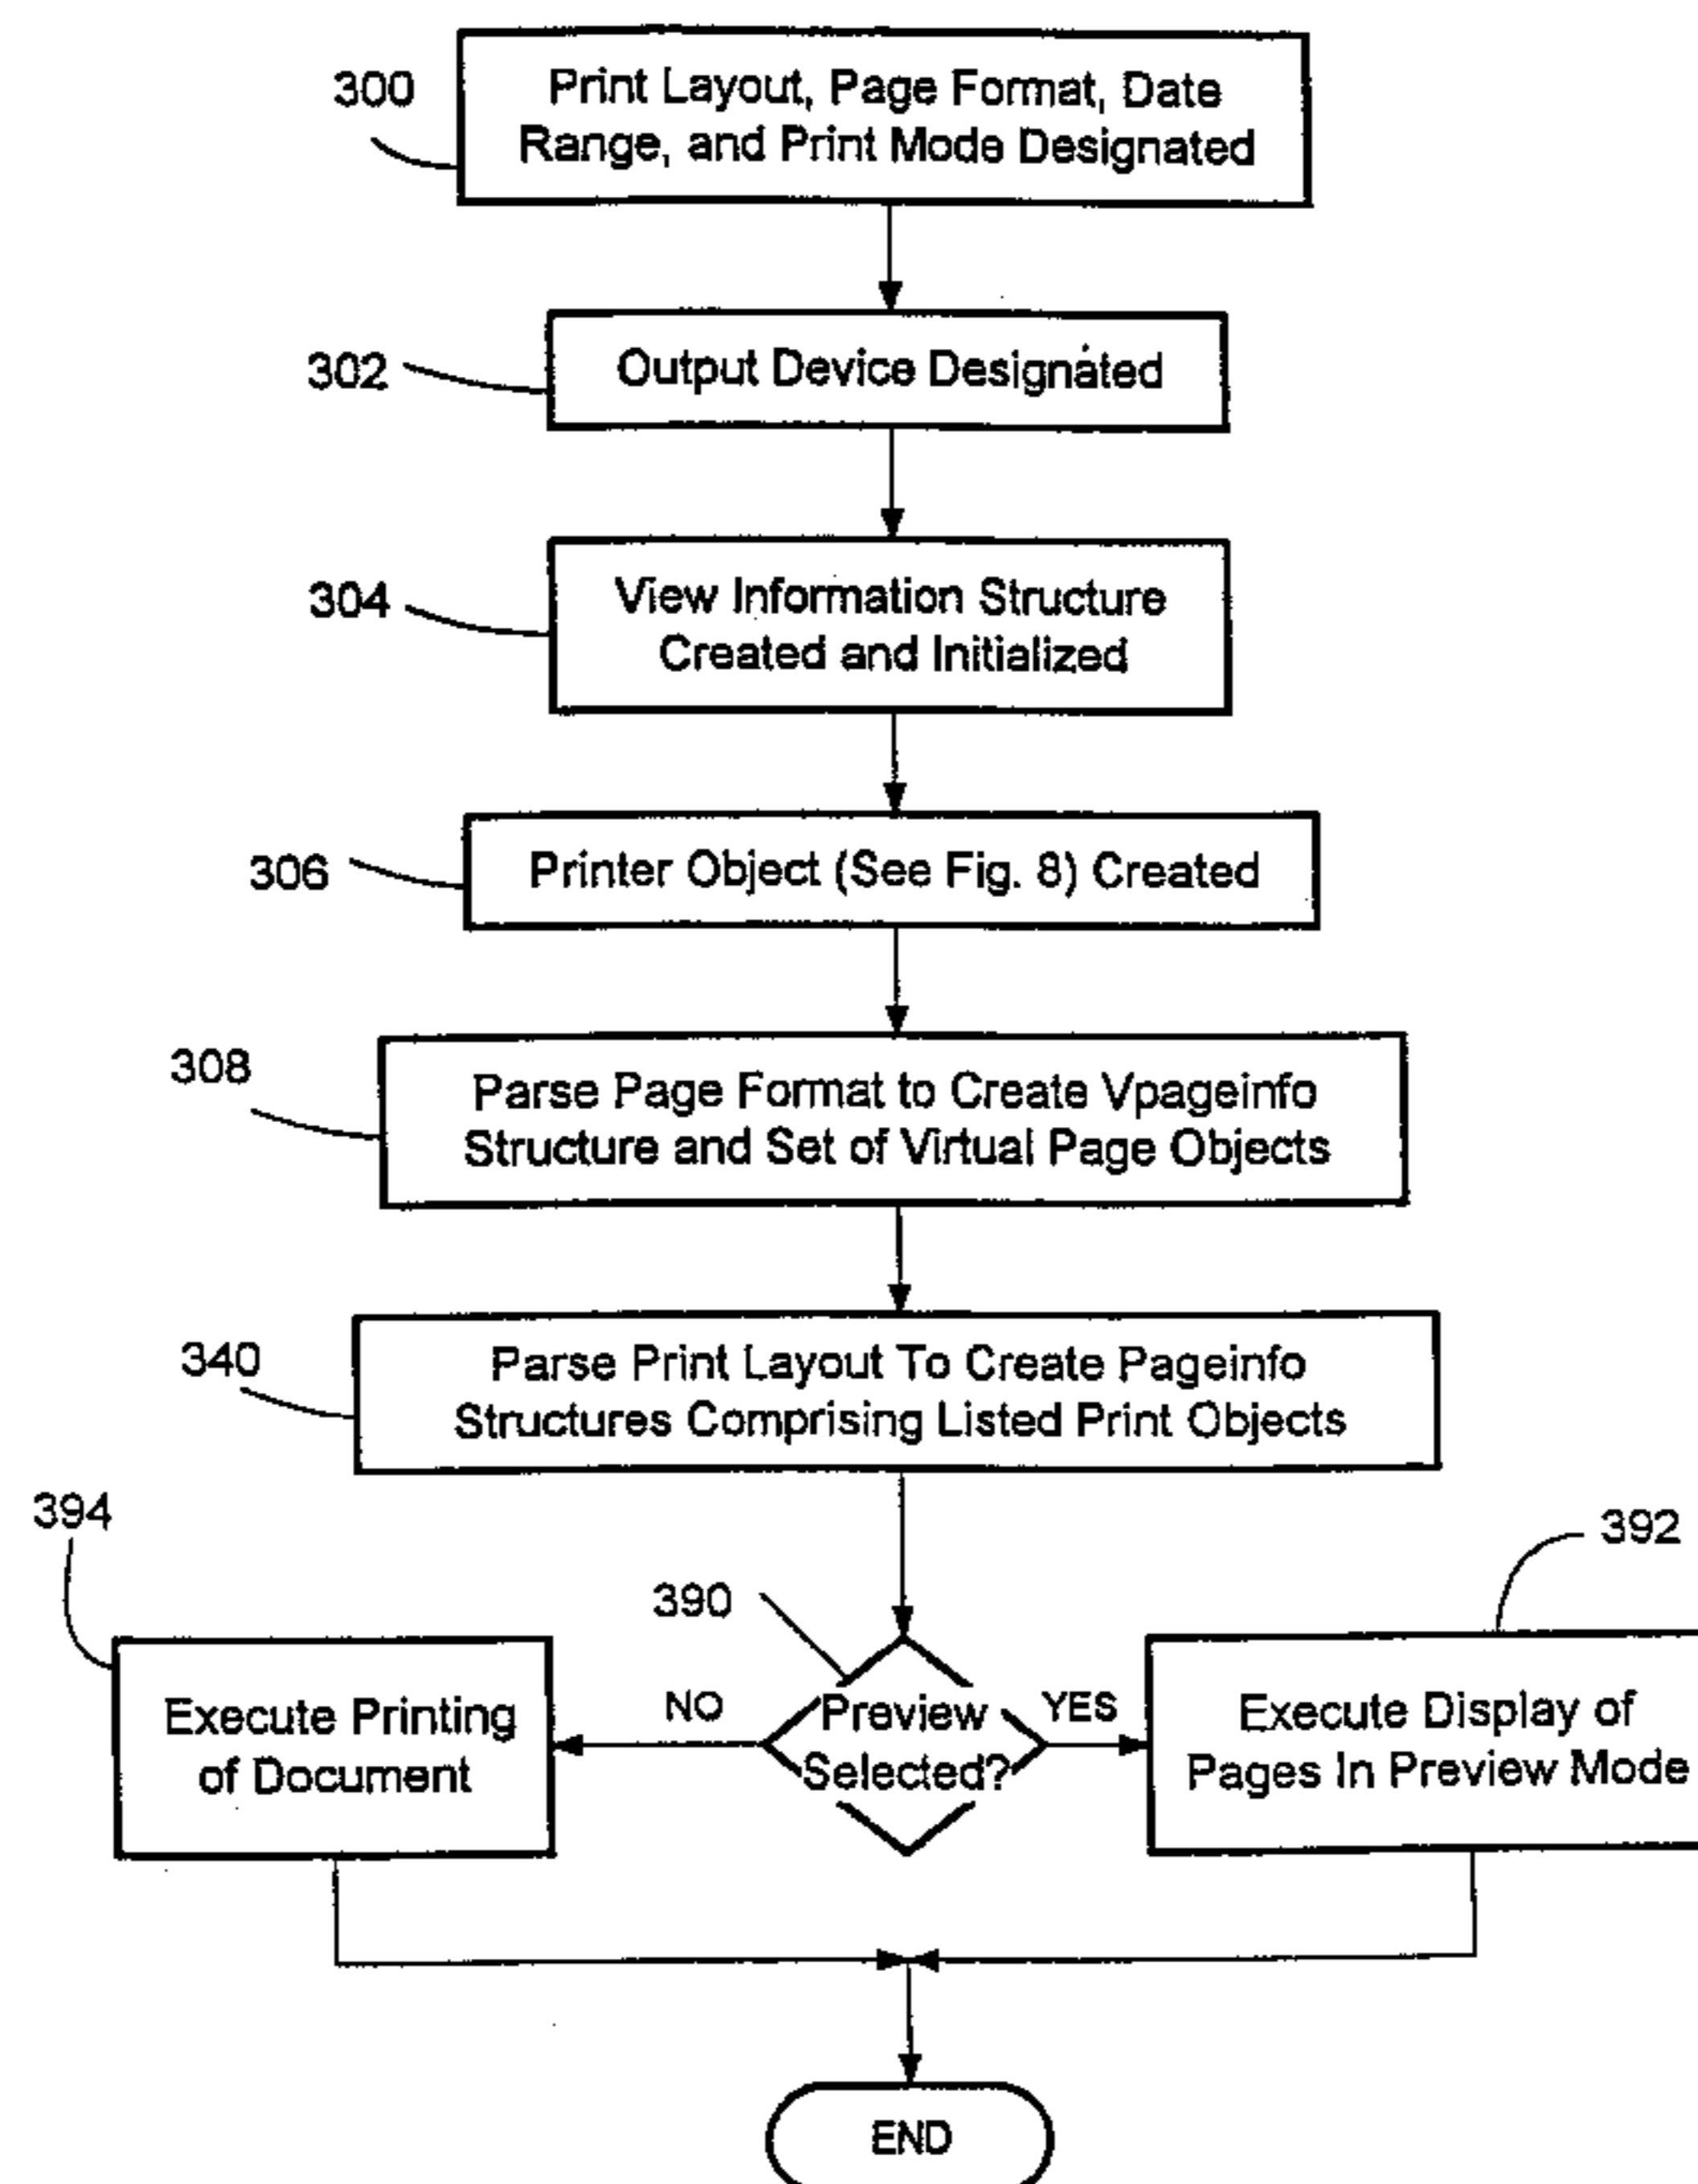 300
Print Layout, Page Format, Date
Range, and Print Mode Designated
302
Output Device Designated
304
View Information Structure
Created and Initialized
306
Printer Object (See Fig. 8) Created
308
Parse Page Format to Create Vpageinfo
Structure and Set of Virtual Page Objects
340
Parse Print Layout To Create Pageinfo
Structures Comprising Listed Print Objects
394
392
390
Execute Printing
of Document
NO
Preview
Selected?
YES
Execute Display of
Pages In Preview Mode
END